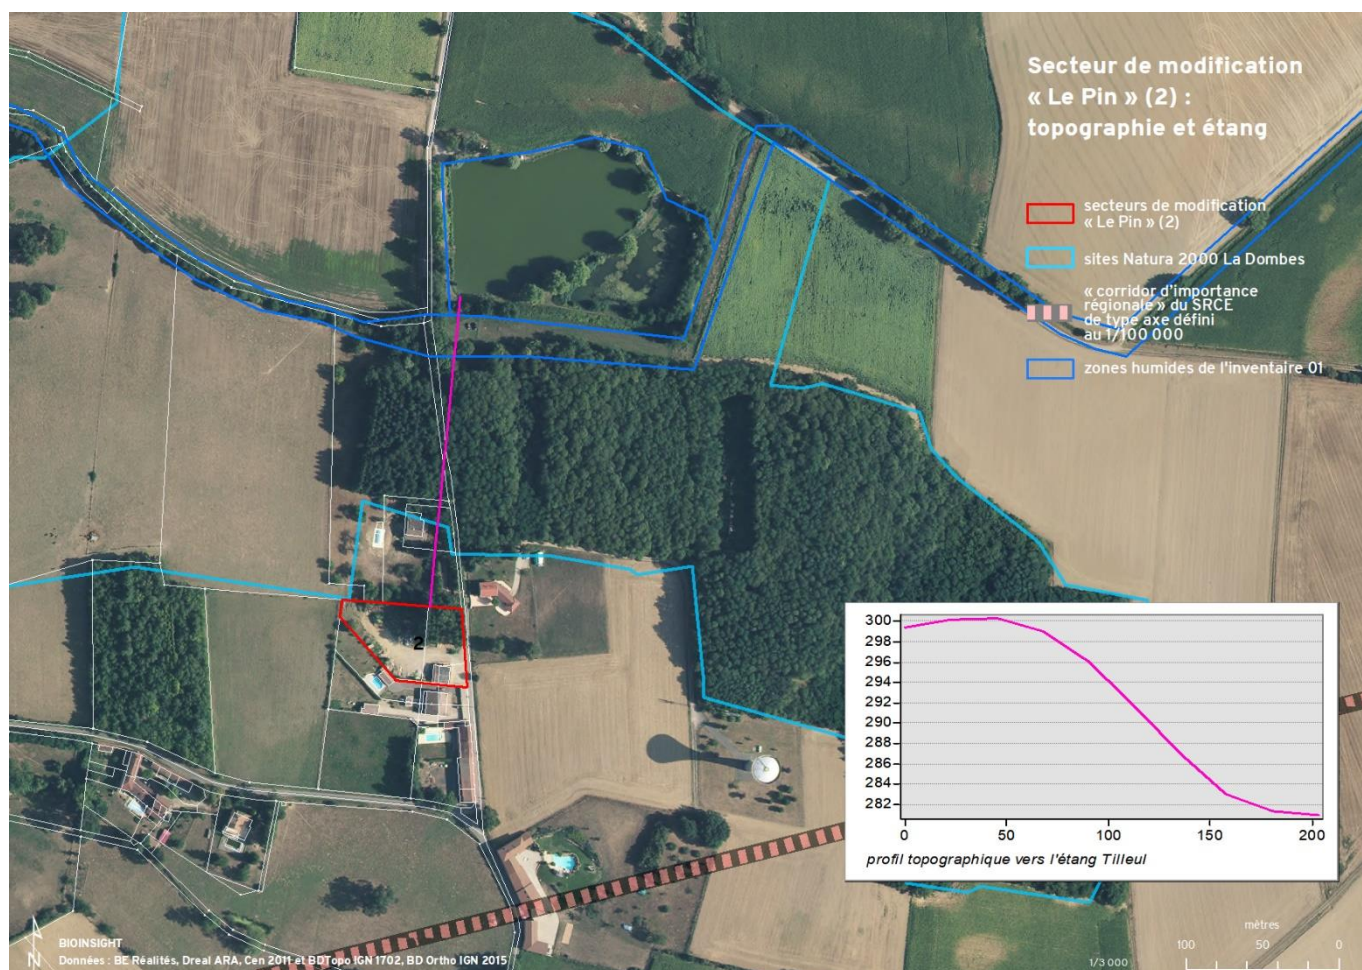 Secteur de modification
« Le Pin » (2) :
topographie et étang
secteurs de modification
« Le Pin » (2)
sites Natura 2000 La Dombes
« corridor d'importance
régionale » du SRCE
de type axe défini
au 1/100 000
zones humides de l'inventaire 01
2
300
298
296
294
292
290
288
286
284
282
0 50 100 150 200
profil topographique vers l'étang Tilleul
mètres
100 50 0
1/3 000
N
BIOINSIGHT
Données : BE Réalités, Dreal ARA, Cen 2011 et BDTopo IGN 1702, BD Ortho IGN 2015